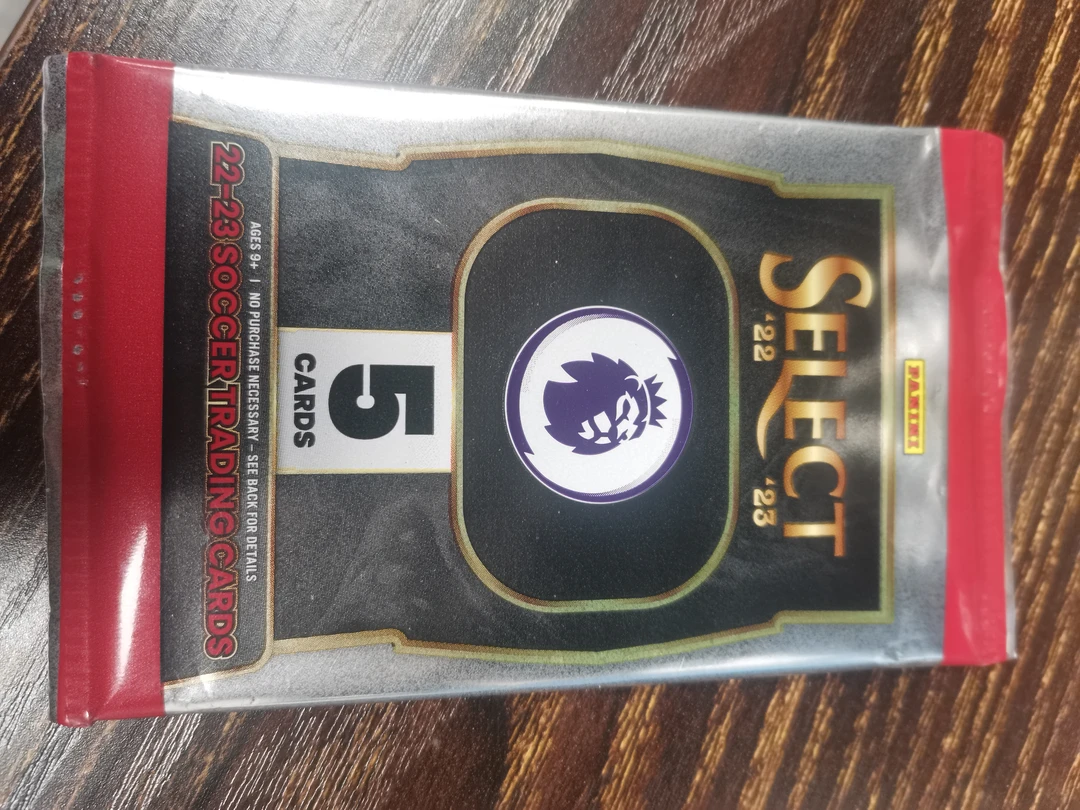 PANINI
SELECT
'22 '23
5
CARDS
AGES 9+ | NO PURCHASE NECESSARY – SEE BACK FOR DETAILS
22-23 SOCCER TRADING CARDS